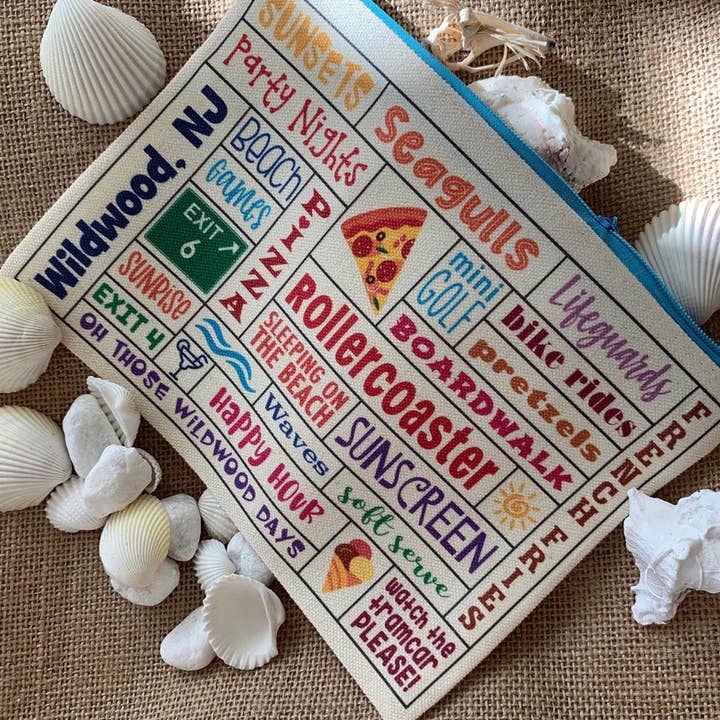 SUNSETS
Party Nights
seagulls
Wildwood, NJ
BEACH
games
PIZZA
EXIT
6
mini
GOLF
Lifeguards
bike rides
SUNRISE
EXIT 4
Rollercoaster
BOARDWALK
pretzels
FRENCH FRIES
SLEEPING ON
THE BEACH
OH THOSE WILDWOOD DAYS
HAPPY HOUR
Waves
SUNSCREEN
soft serve
watch the
tramcar
PLEASE!